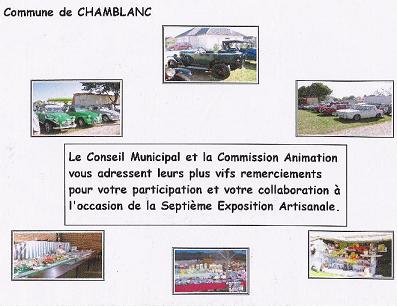 Commune de CHAMBLANC
Le Conseil Municipal et la Commission Animation
vous adressent leurs plus vifs remerciements
pour votre participation et votre collaboration à
l'occasion de la Septième Exposition Artisanale.